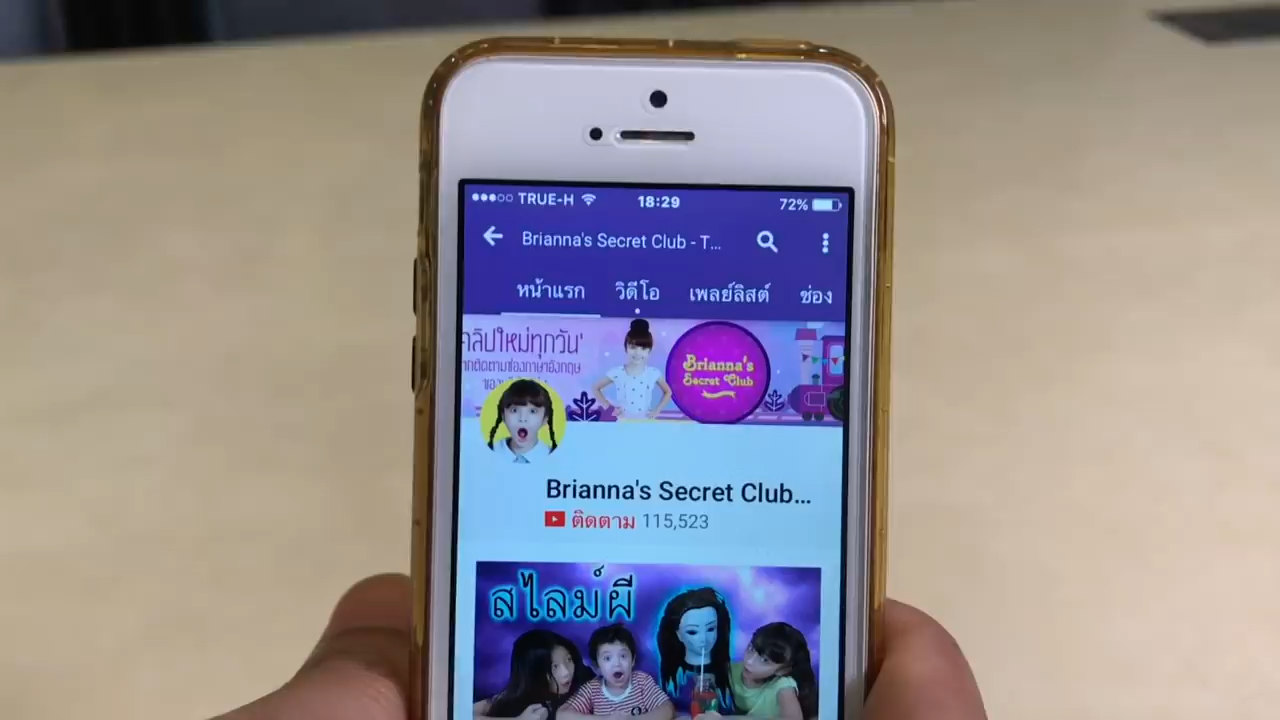 TRUE-H 18:29 72%
Brianna's Secret Club - T...
หน้าแรก วิดีโอ เพลย์ลิสต์ ช่อง
คลิปใหม่ทุกวัน'
Brianna's
Secret Club
Brianna's Secret Club...
ติดตาม 115,523
สไลม์ผี